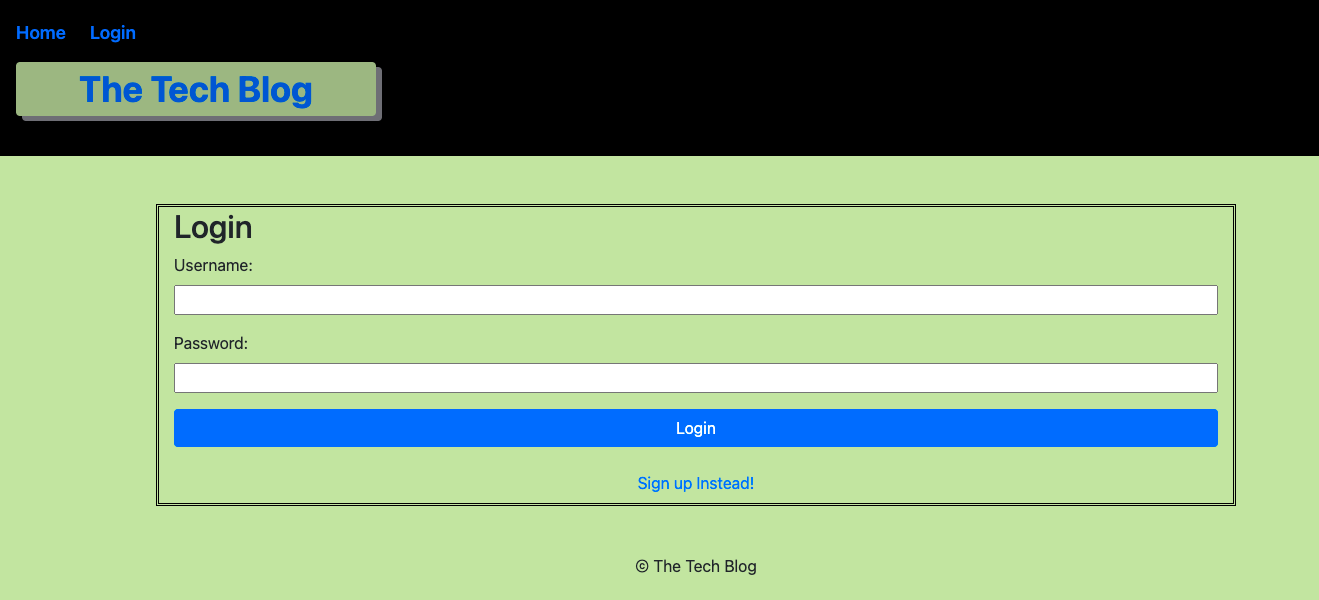 Home Login
The Tech Blog
Login
Username:
Password:
Login
Sign up Instead!
© The Tech Blog